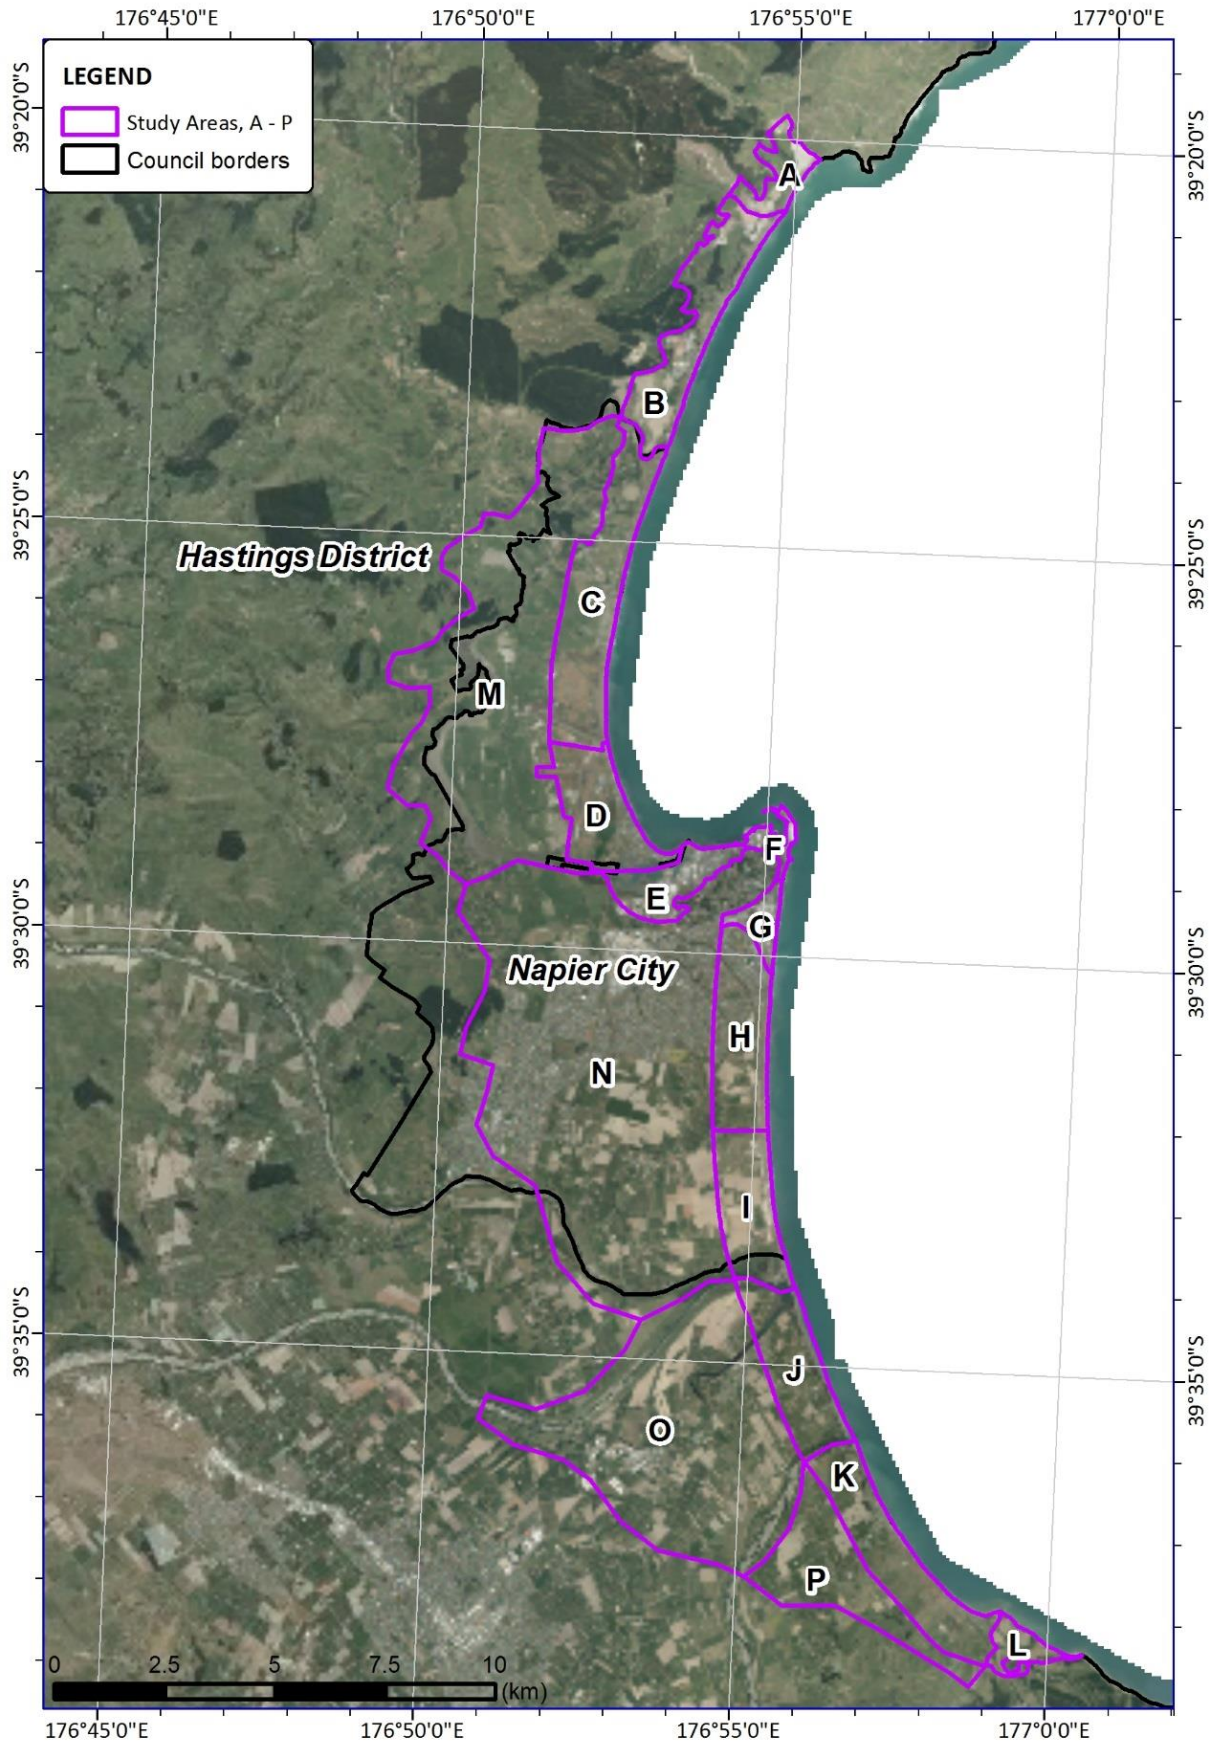 176°45'0"E 176°50'0"E 176°55'0"E 177°0'0"E
LEGEND
Study Areas, A - P
Council borders
39°20'0"S
39°20'0"S
A
B
39°25'0"S
Hastings District
39°25'0"S
C
M
D
F
E
G
39°30'0"S
Napier City
39°30'0"S
H
N
I
39°35'0"S
J
39°35'0"S
O
K
P
L
0 2.5 5 7.5 10
(km)
176°45'0"E 176°50'0"E 176°55'0"E 177°0'0"E